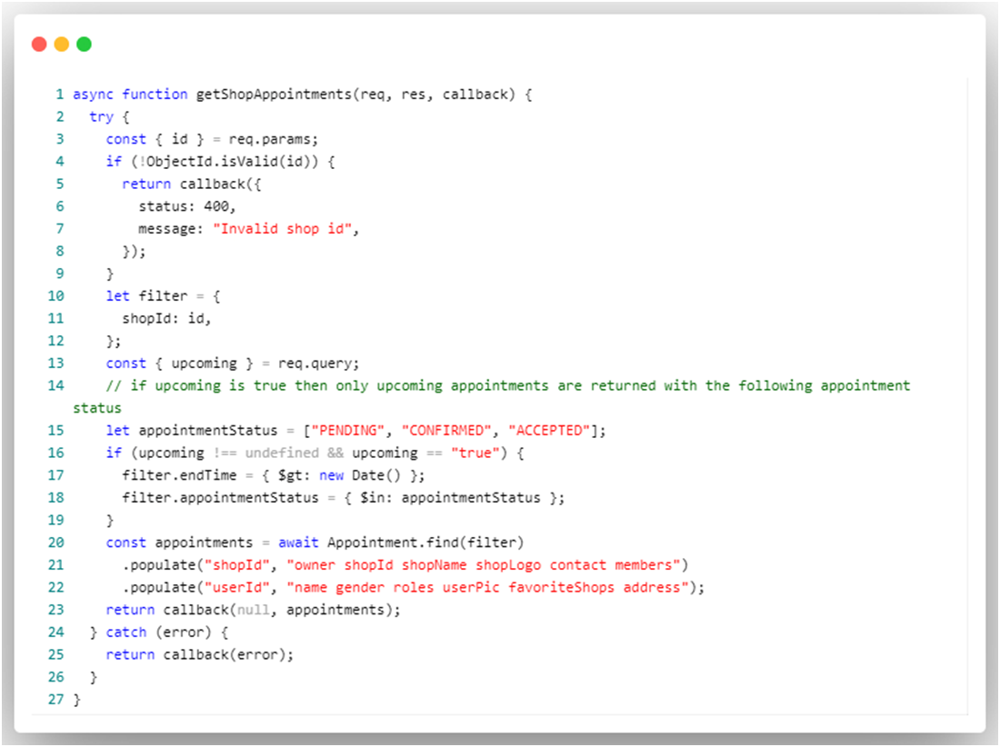 1 async function getShopAppointments(req, res, callback) {
2   try {
3     const { id } = req.params;
4     if (!ObjectId.isValid(id)) {
5       return callback({
6         status: 400,
7         message: "Invalid shop id",
8       });
9     }
10     let filter = {
11       shopId: id,
12     };
13     const { upcoming } = req.query;
14     // if upcoming is true then only upcoming appointments are returned with the following appointment
status
15     let appointmentStatus = ["PENDING", "CONFIRMED", "ACCEPTED"];
16     if (upcoming !== undefined && upcoming == "true") {
17       filter.endTime = { $gt: new Date() };
18       filter.appointmentStatus = { $in: appointmentStatus };
19     }
20     const appointments = await Appointment.find(filter)
21       .populate("shopId", "owner shopId shopName shopLogo contact members")
22       .populate("userId", "name gender roles userPic favoriteShops address");
23     return callback(null, appointments);
24   } catch (error) {
25     return callback(error);
26   }
27 }